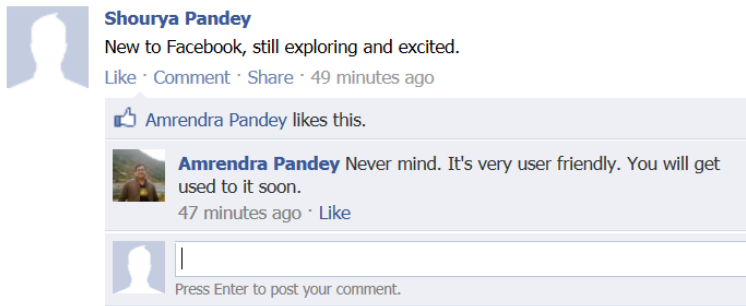 Shourya Pandey
New to Facebook, still exploring and excited.
Like · Comment · Share · 49 minutes ago
Amrendra Pandey likes this.
Amrendra Pandey Never mind. It's very user friendly. You will get
used to it soon.
47 minutes ago · Like
Press Enter to post your comment.